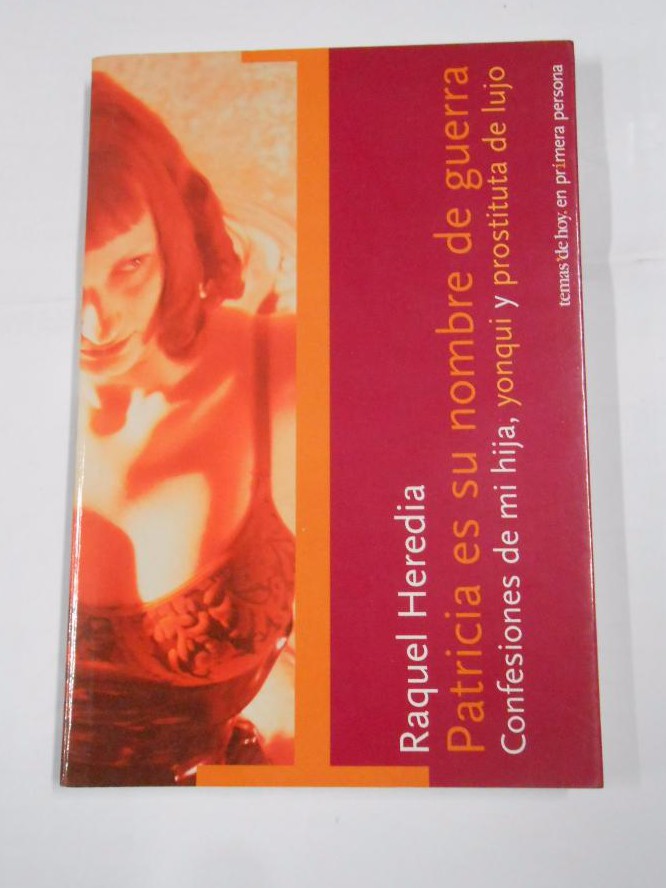 Raquel Heredia
Patricia es su nombre de guerra
Confesiones de mi hija, yonqui y prostituta de lujo
temas'de hoy. en primera persona